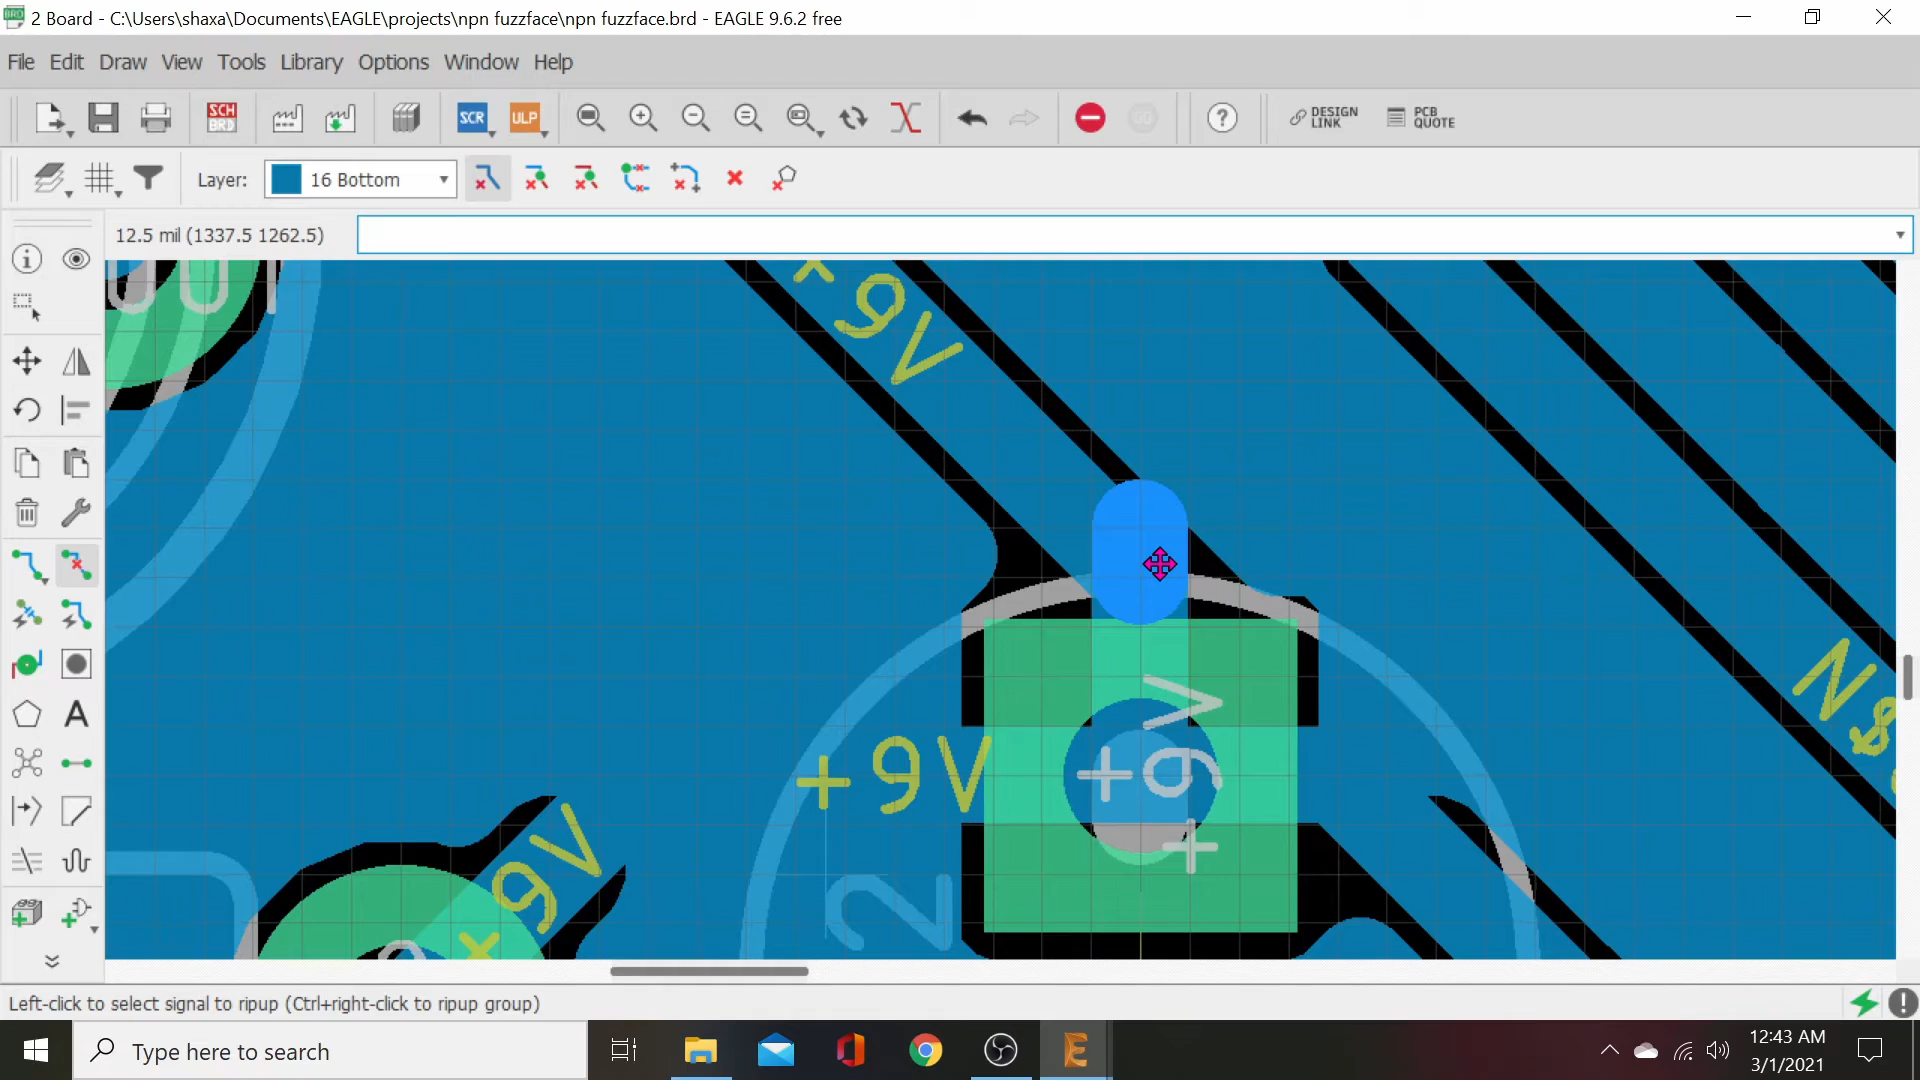 2 Board - C:\Users\shaxa\Documents\EAGLE\projects\npn fuzzface\npn fuzzface.brd - EAGLE 9.6.2 free
File Edit Draw View Tools Library Options Window Help
SCH
BRD
SCR
ULP
DESIGN
LINK
PCB
QUOTE
Layer: 16 Bottom
12.5 mil (1337.5 1262.5)
+9V
+9V
+9V
+9V
2
Left-click to select signal to ripup (Ctrl+right-click to ripup group)
Type here to search
12:43 AM
3/1/2021